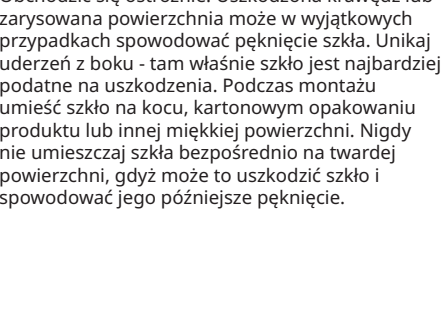 Obchodzić się ostrożnie. Uszkodzona krawędź lub
zarysowana powierzchnia może w wyjątkowych
przypadkach spowodować pęknięcie szkła. Unikaj
uderzeń z boku - tam właśnie szkło jest najbardziej
podatne na uszkodzenia. Podczas montażu
umieść szkło na kocu, kartonowym opakowaniu
produktu lub innej miękkiej powierzchni. Nigdy
nie umieszczaj szkła bezpośrednio na twardej
powierzchni, gdyż może to uszkodzić szkło i
spowodować jego późniejsze pęknięcie.